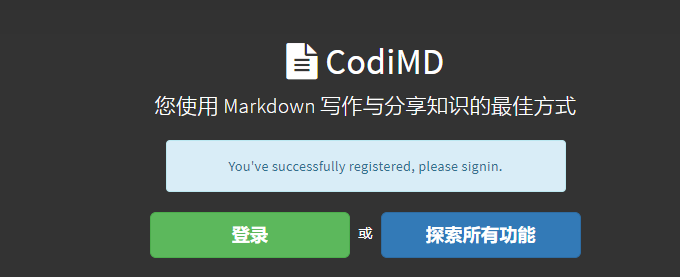 CodiMD
您使用 Markdown 写作与分享知识的最佳方式
You've successfully registered, please signin.
登录 或 探索所有功能